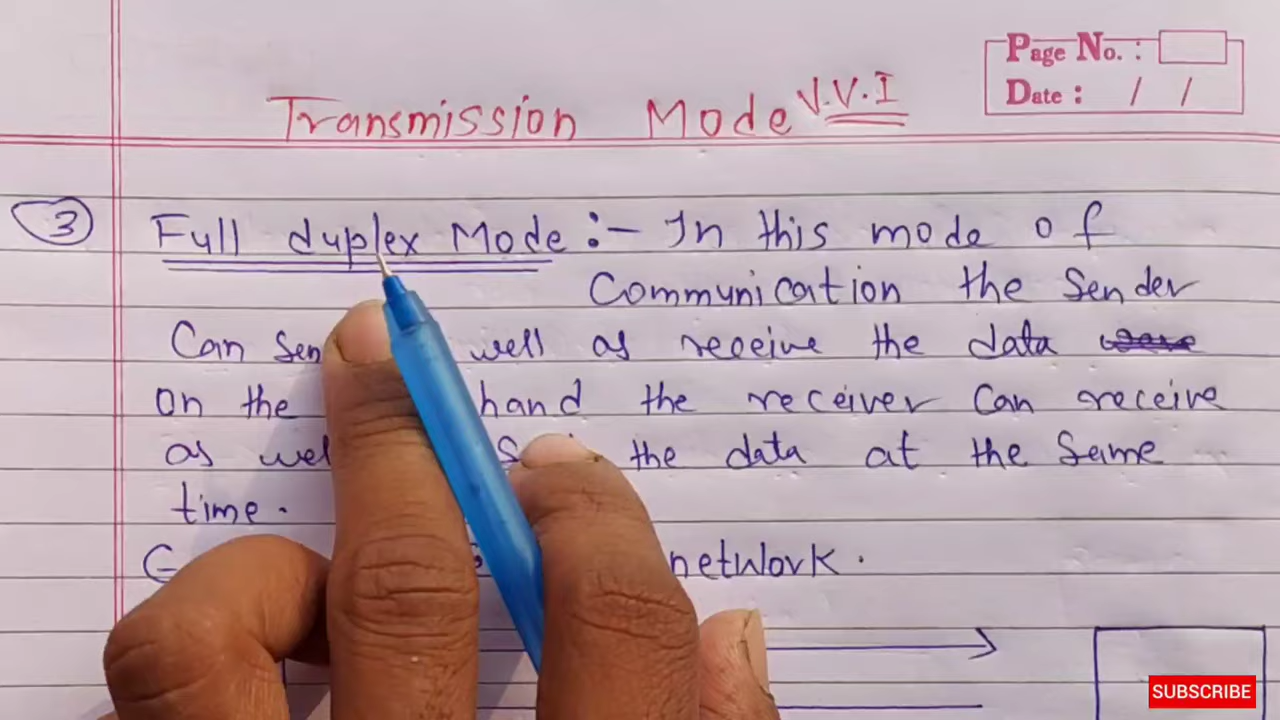 Page No. :
Date : / /
Transmission Mode V.V.I
3 Full duplex Mode :- In this mode of
Communication the Sender
Can well as receive the data
on the hand the receiver Can receive
as the data at the Same
time.
network.
SUBSCRIBE